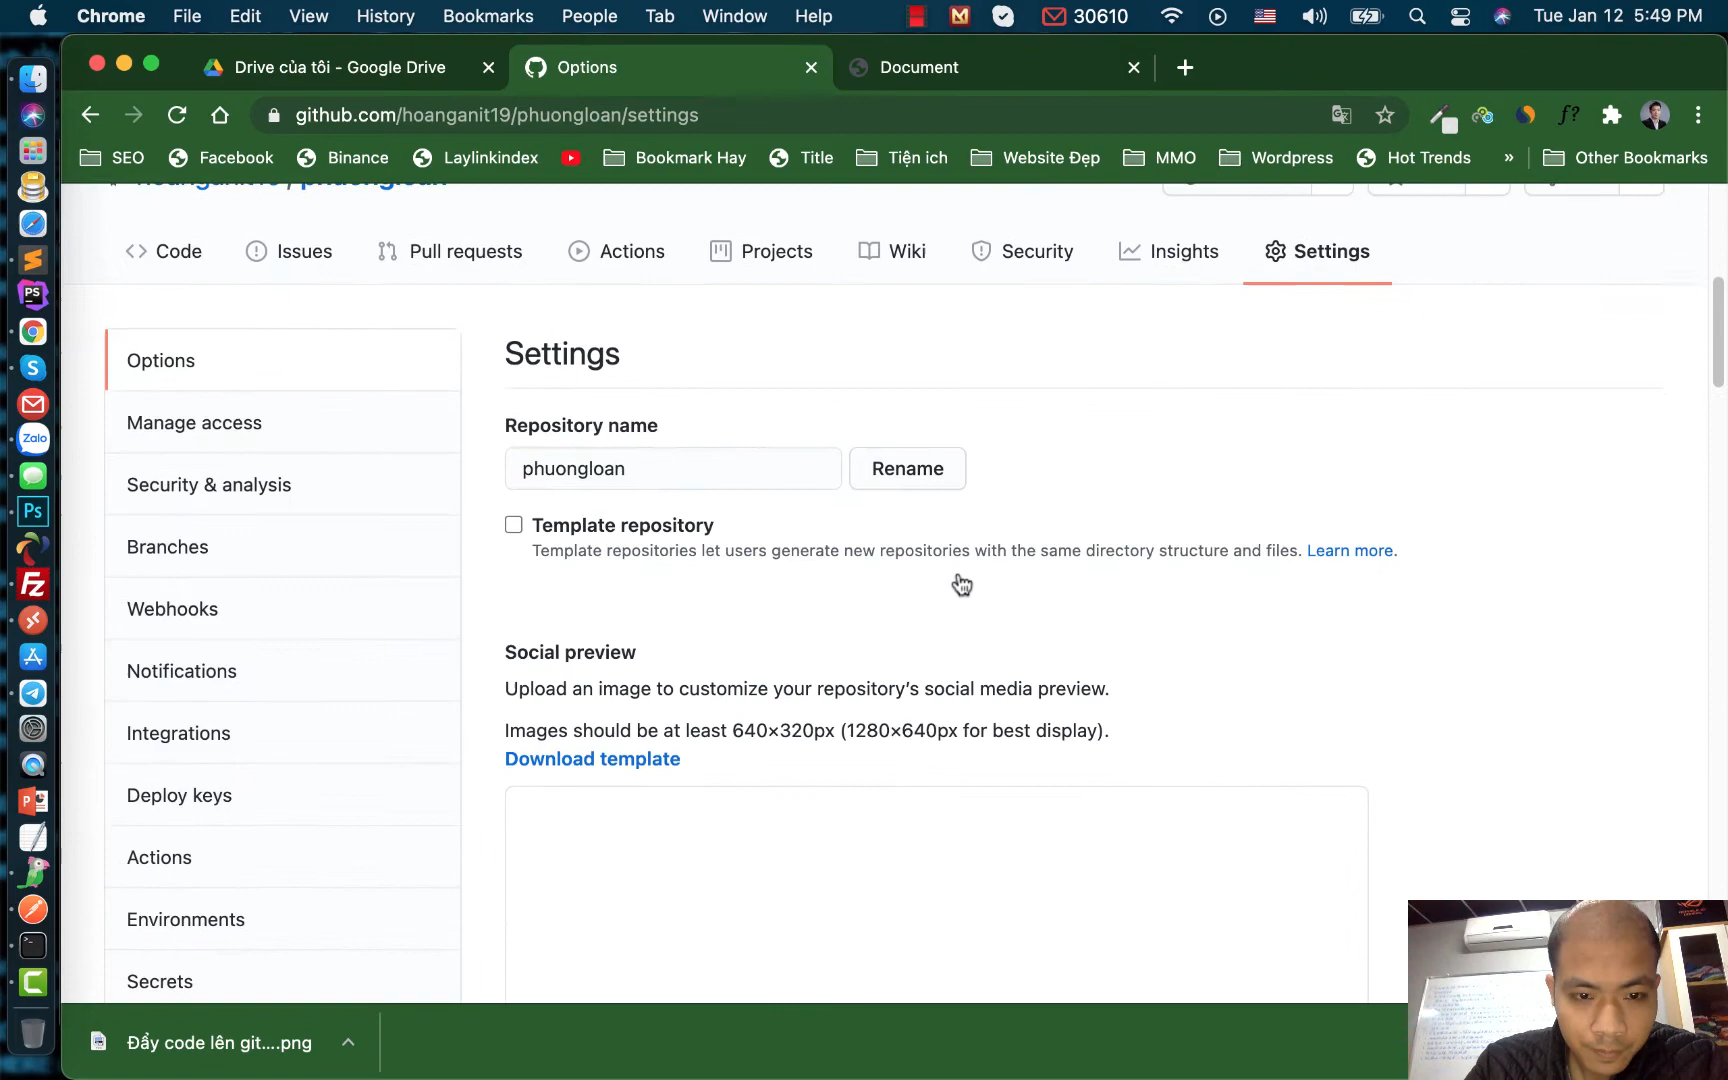 Chrome File Edit View History Bookmarks People Tab Window Help 30610 Tue Jan 12 5:49 PM
Drive của tôi - Google Drive
Options
Document
github.com/hoanganit19/phuongloan/settings
SEO Facebook Binance Laylinkindex Bookmark Hay Title Tiện ich Website Đẹp MMO Wordpress Hot Trends » Other Bookmarks
hoanganit19 / phuongloan
Code Issues Pull requests Actions Projects Wiki Security Insights Settings
Options
Manage access
Security & analysis
Branches
Webhooks
Notifications
Integrations
Deploy keys
Actions
Environments
Secrets
Settings
Repository name
phuongloan Rename
Template repository
Template repositories let users generate new repositories with the same directory structure and files. Learn more.
Social preview
Upload an image to customize your repository's social media preview.
Images should be at least 640×320px (1280×640px for best display).
Download template
PS
Zalo
Ps
Fz
Đẩy code lên git....png